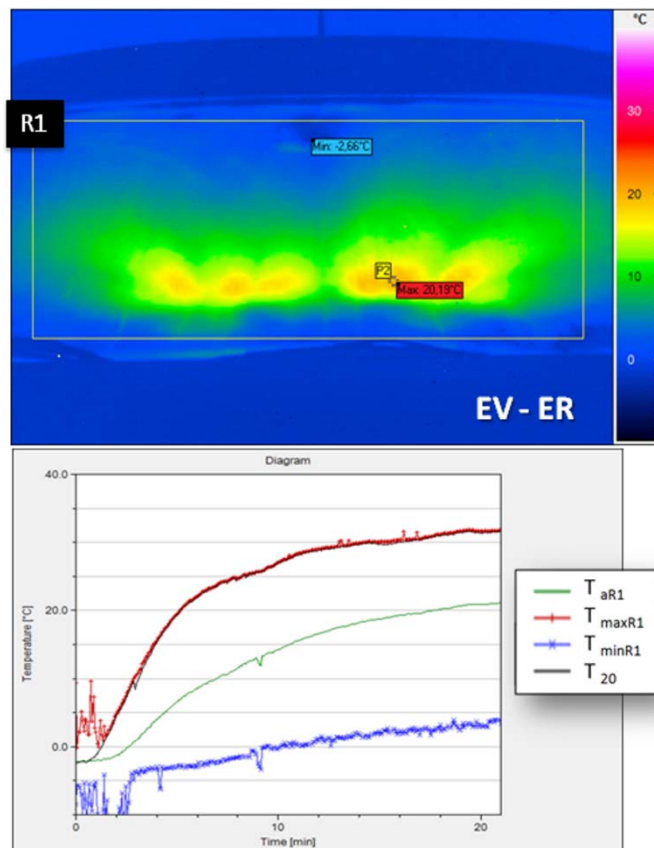 °C
R1
Min: -2,66°C
30
20
P2
Max: 20,19°C
10
0
EV - ER
Diagram
40.0
20.0
0.0
Temperature [°C]
0
10
20
Time [min]
T aR1
T maxR1
T minR1
T 20